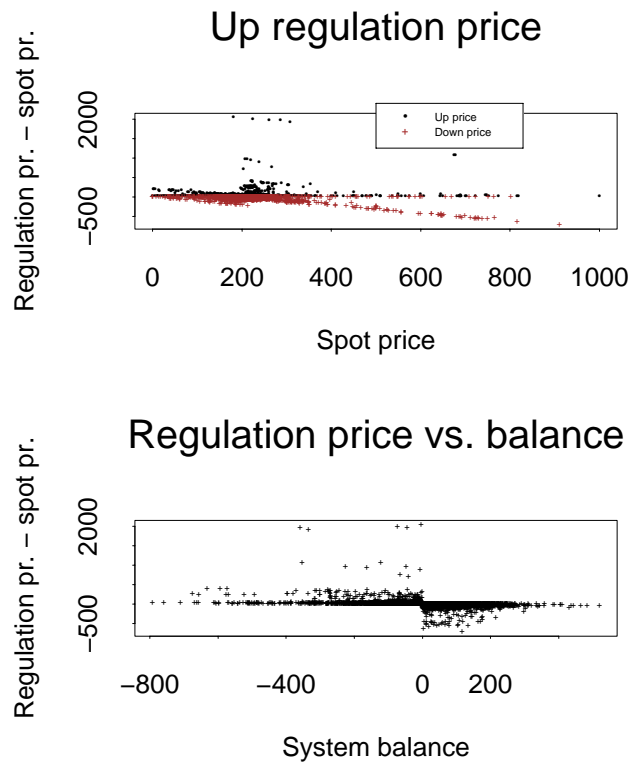 Up regulation price
Regulation pr. − spot pr.
2000
−500
Up price
Down price
0 200 400 600 800 1000
Spot price
Regulation price vs. balance
Regulation pr. − spot pr.
2000
−500
−800 −400 0 200
System balance